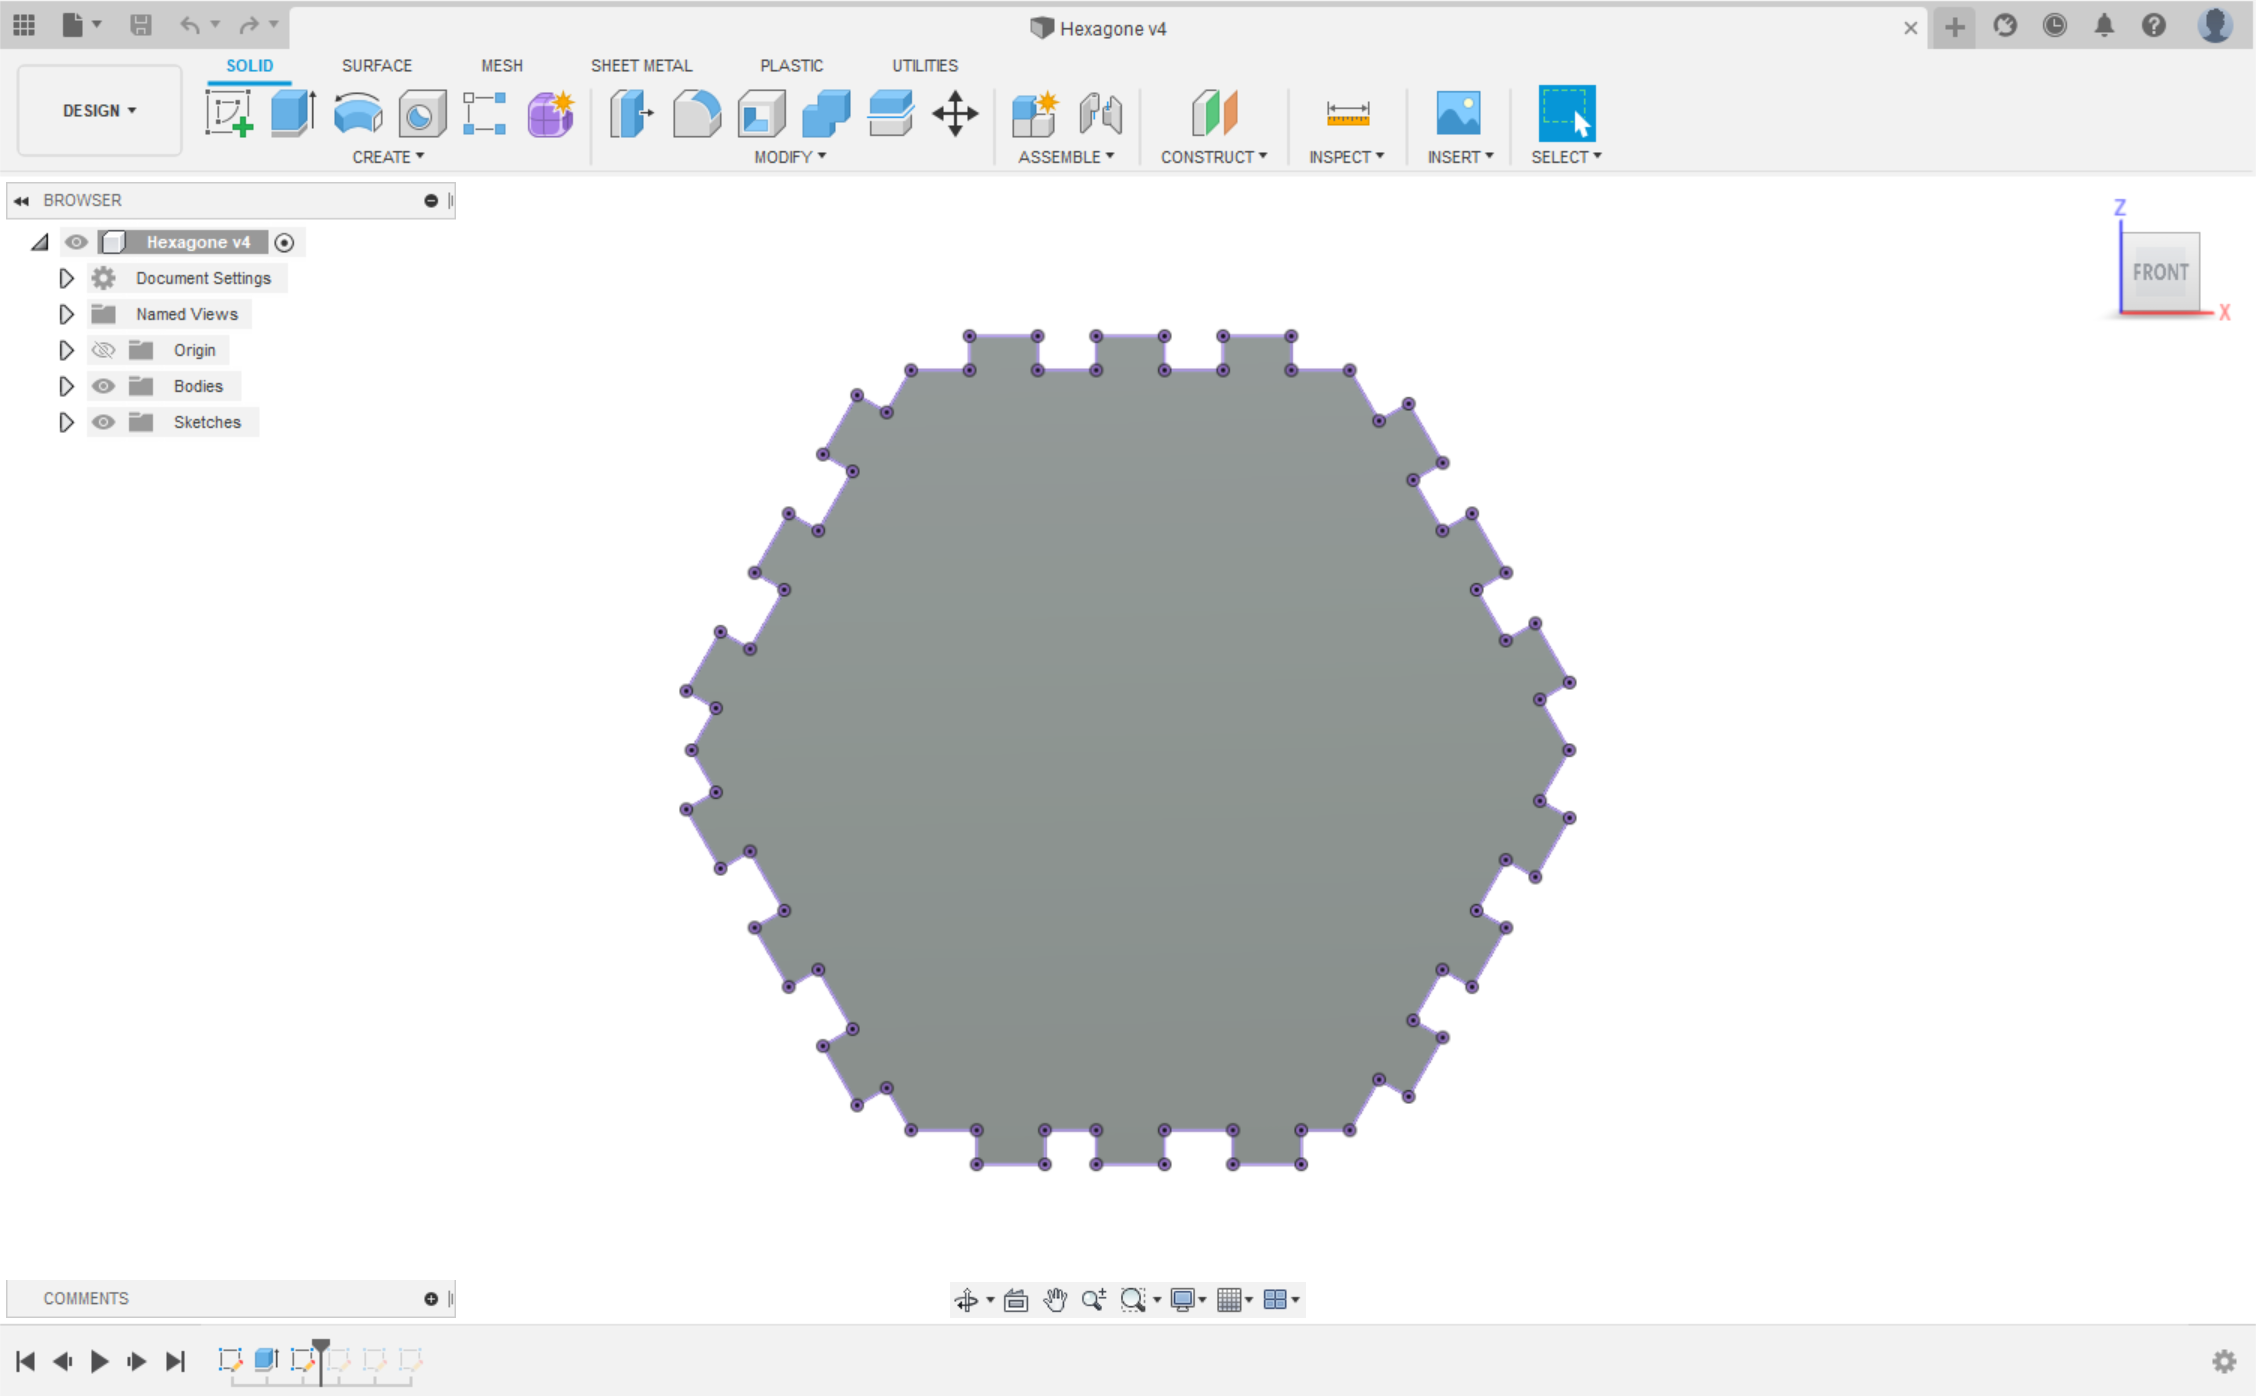 Hexagone v4
SOLID SURFACE MESH SHEET METAL PLASTIC UTILITIES
DESIGN
CREATE MODIFY ASSEMBLE CONSTRUCT INSPECT INSERT SELECT
BROWSER
Hexagone v4
Document Settings
Named Views
Origin
Bodies
Sketches
Z
FRONT
X
COMMENTS